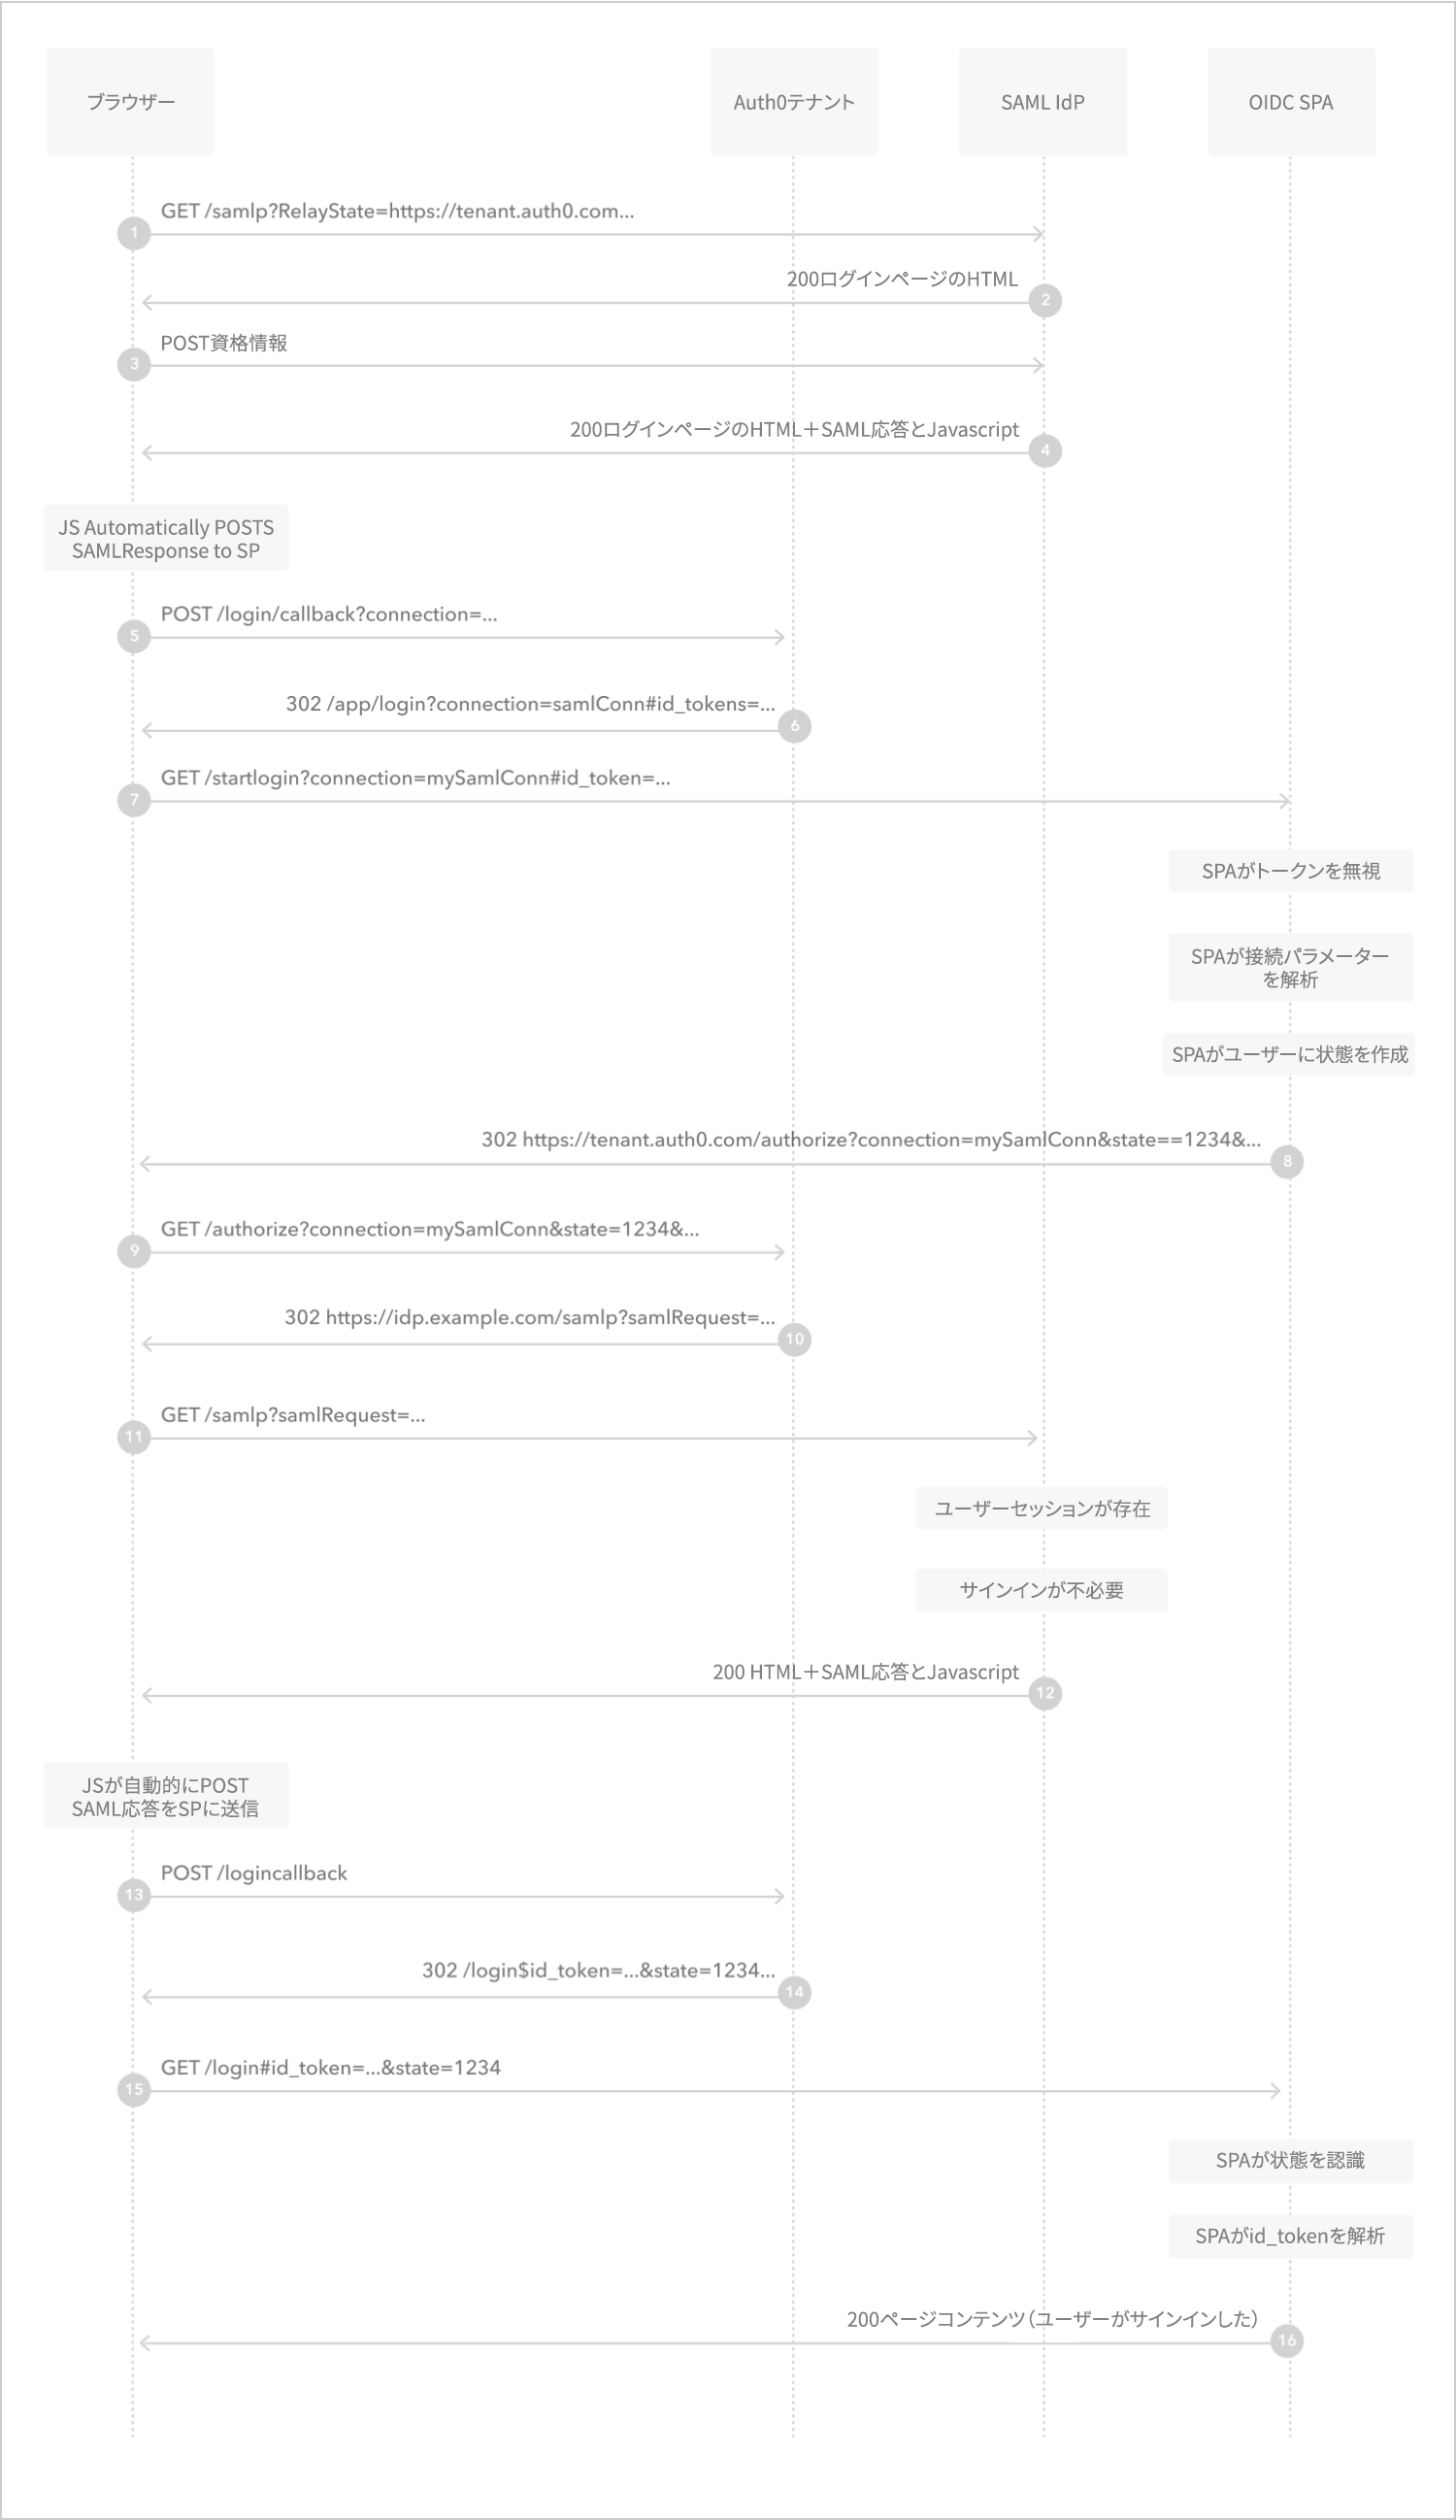 ブラウザー
Auth0テナント
SAML IdP
OIDC SPA
GET /samlp?RelayState=https://tenant.auth0.com...
1
200ログインページのHTML
2
POST資格情報
3
200ログインページのHTML＋SAML応答とJavascript
4
JS Automatically POSTS
SAMLResponse to SP
POST /login/callback?connection=...
5
302 /app/login?connection=samlConn#id_tokens=...
6
GET /startlogin?connection=mySamlConn#id_token=...
7
SPAがトークンを無視
SPAが接続パラメーター
を解析
SPAがユーザーに状態を作成
302 https://tenant.auth0.com/authorize?connection=mySamlConn&state==1234&...
8
GET /authorize?connection=mySamlConn&state=1234&...
9
302 https://idp.example.com/samlp?samlRequest=...
10
GET /samlp?samlRequest=...
11
ユーザーセッションが存在
サインインが不必要
200 HTML＋SAML応答とJavascript
12
JSが自動的にPOST
SAML応答をSPに送信
POST /logincallback
13
302 /login$id_token=...&state=1234...
14
GET /login#id_token=...&state=1234
15
SPAが状態を認識
SPAがid_tokenを解析
200ページコンテンツ（ユーザーがサインインした）
16